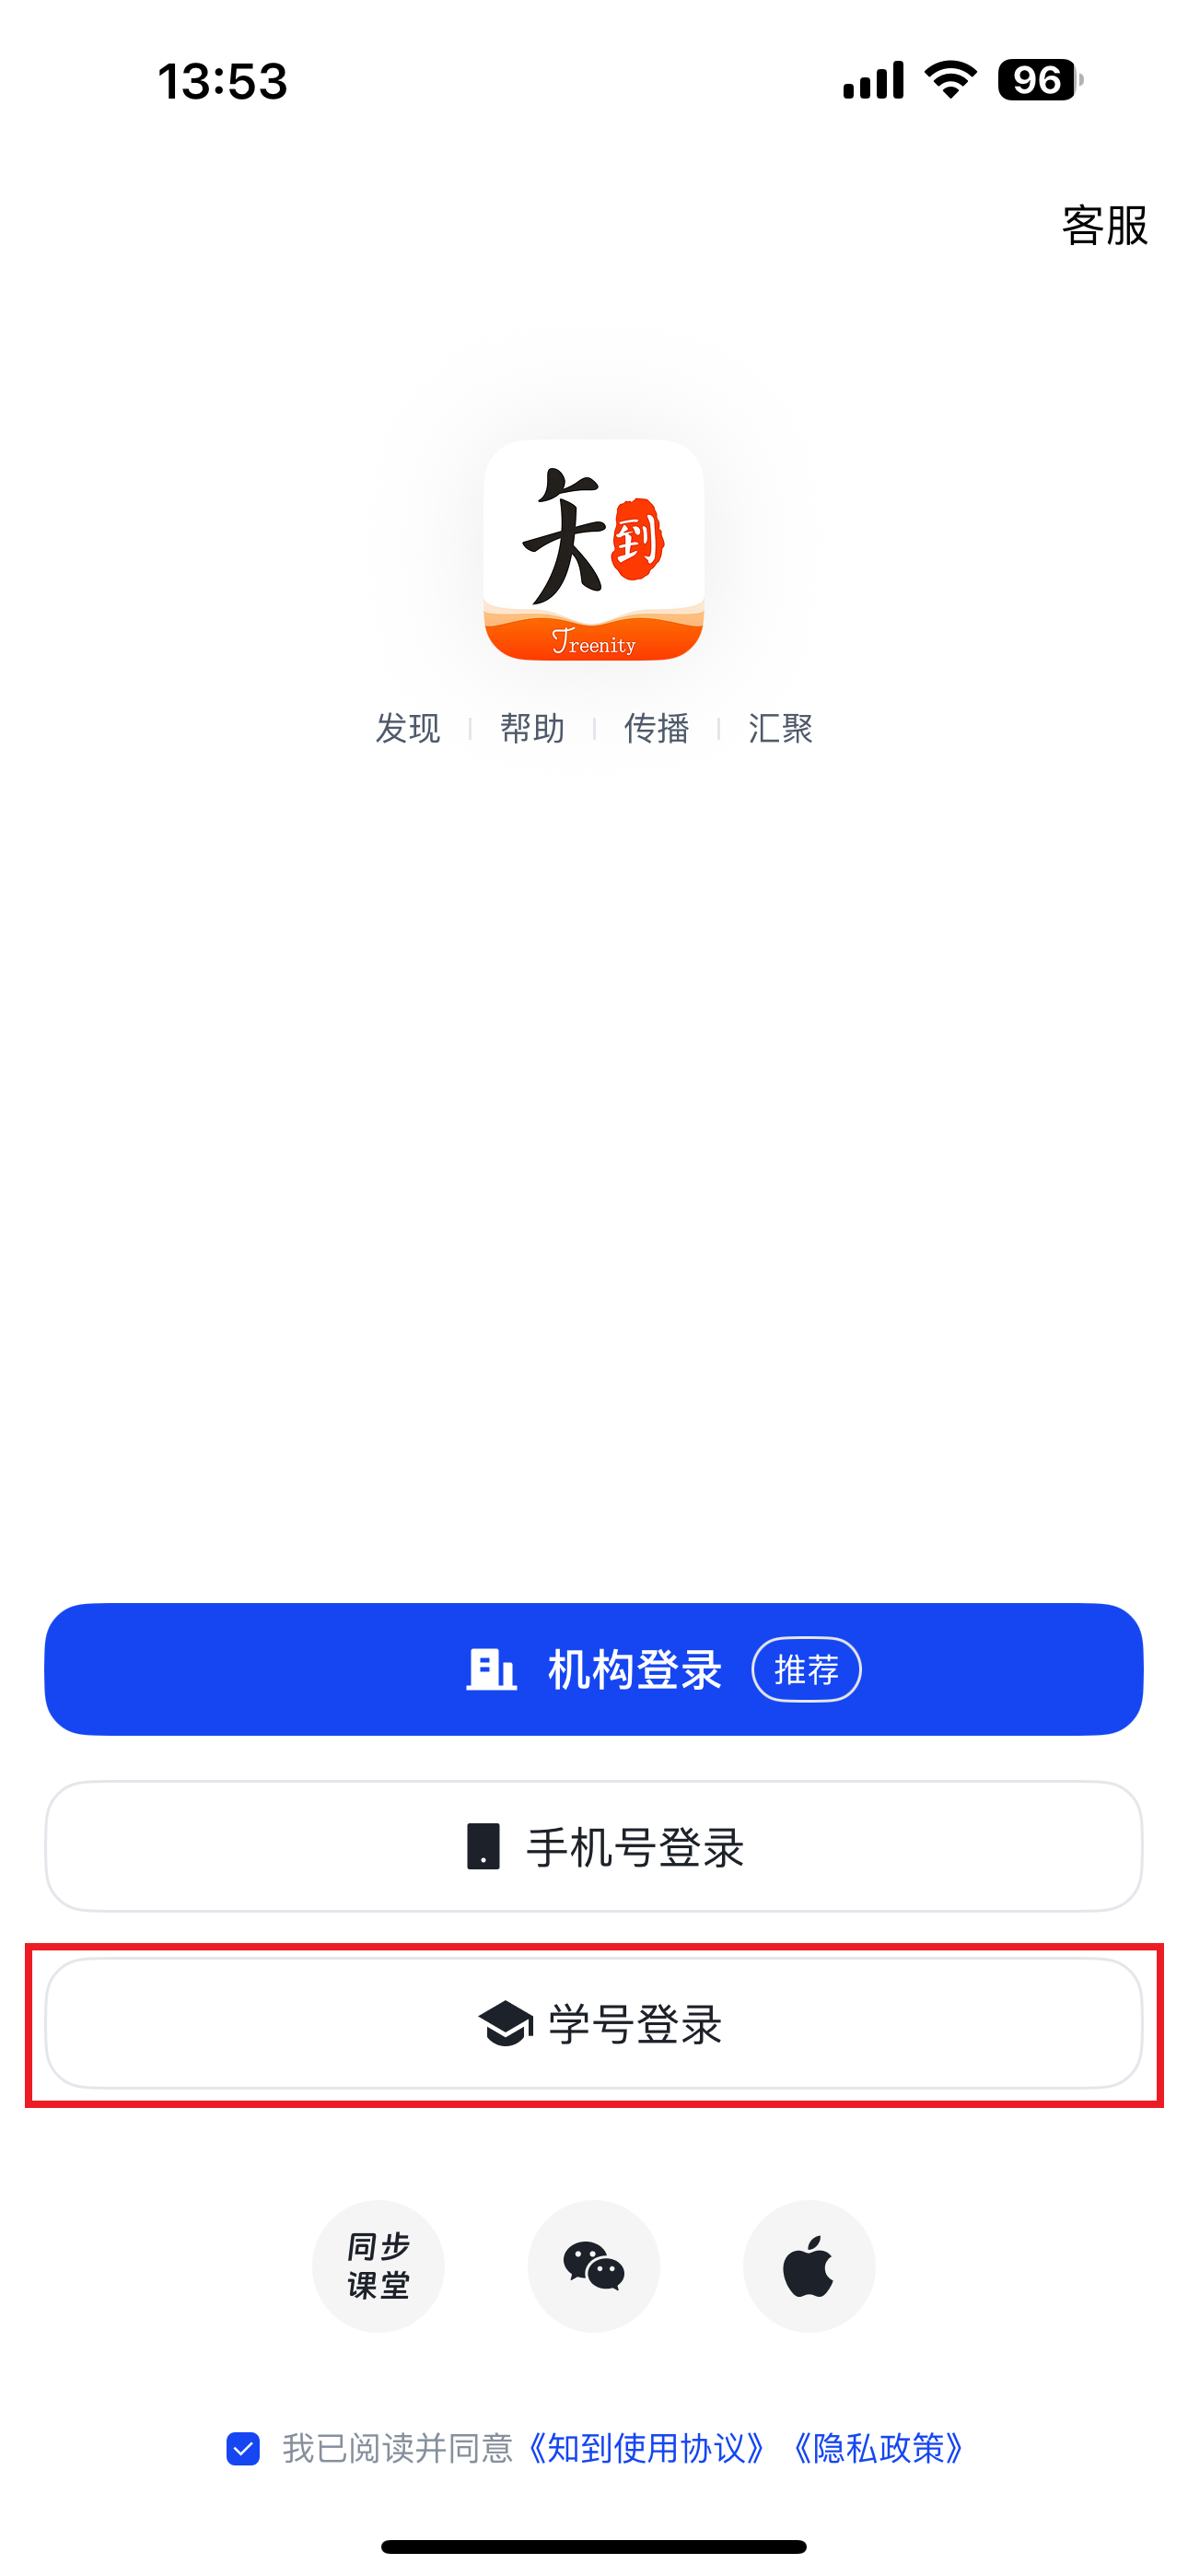 13:53
96
客服
知到
Treenity
发现 | 帮助 | 传播 | 汇聚
机构登录 推荐
手机号登录
学号登录
同步
课堂
我已阅读并同意《知到使用协议》《隐私政策》